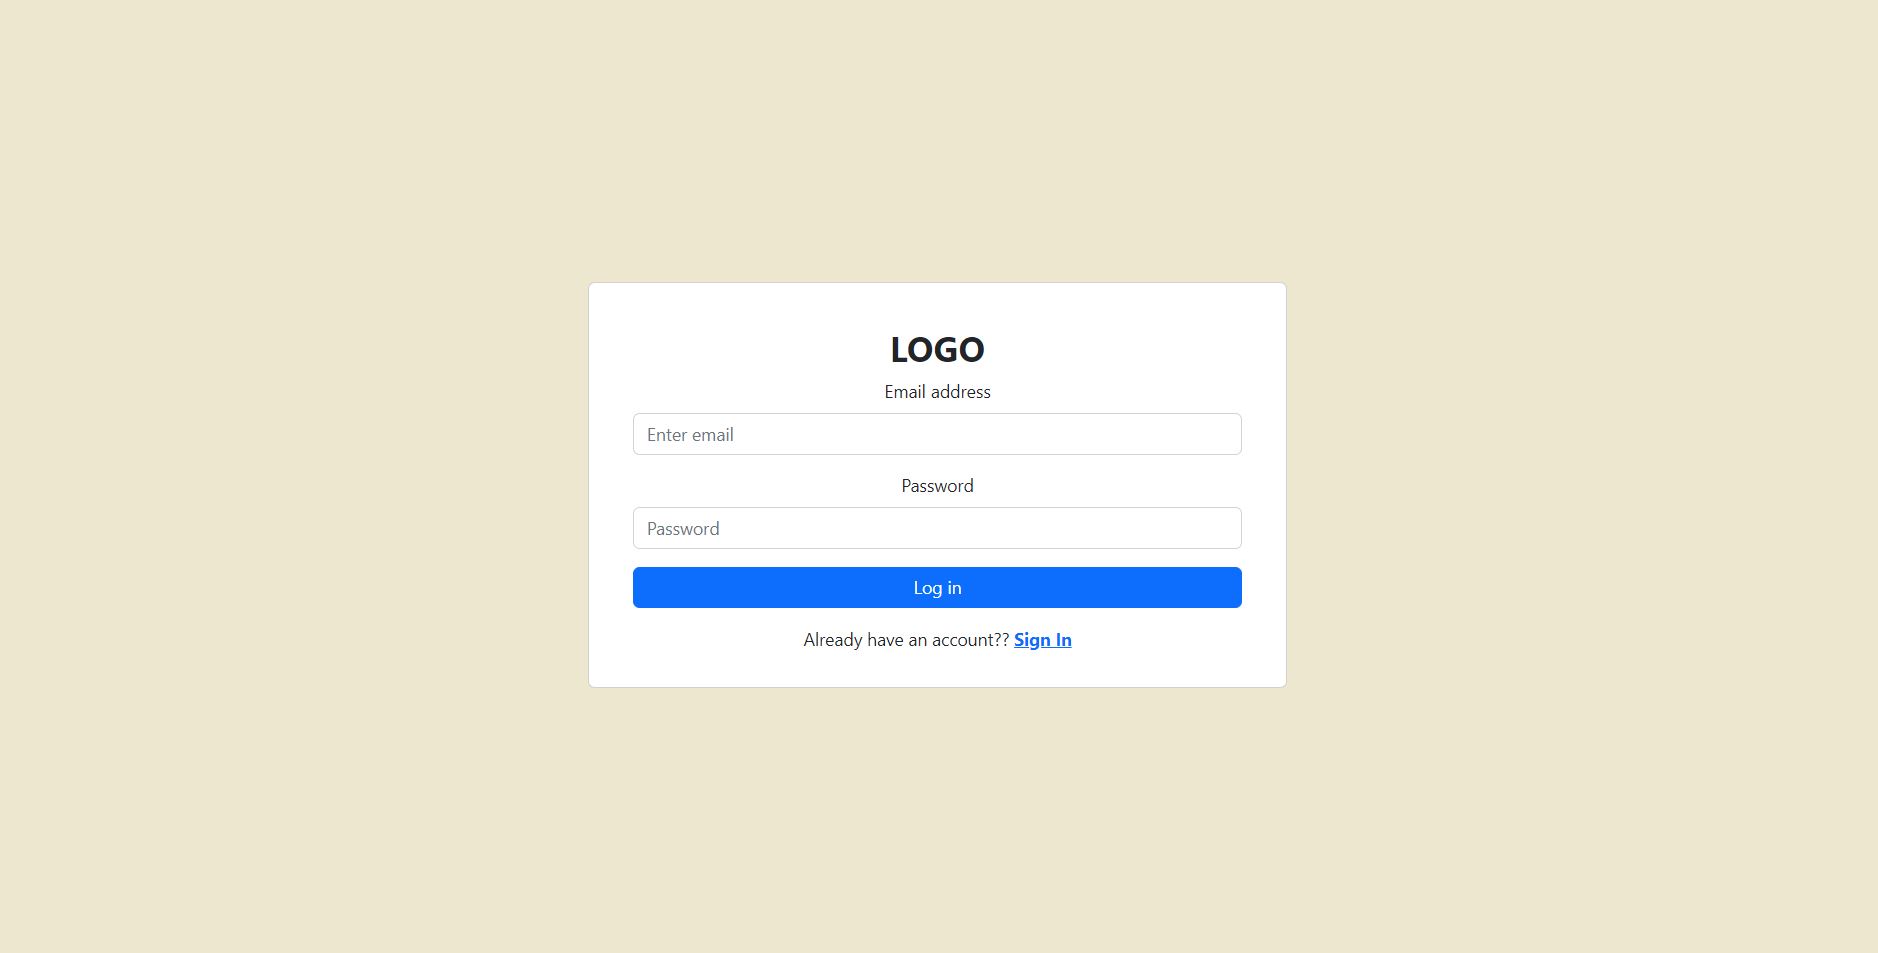 LOGO
Email address
Enter email
Password
Password
Log in
Already have an account?? Sign In